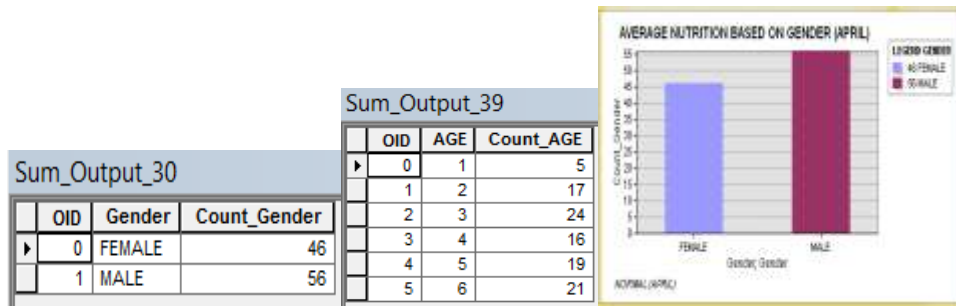 Sum_Output_30
OID Gender Count_Gender
0 FEMALE 46
1 MALE 56
Sum_Output_39
OID AGE Count_AGE
0 1 5
1 2 17
2 3 24
3 4 16
4 5 19
5 6 21
AVERAGE NUTRITION BASED ON GENDER (APRIL)
LEGEND GENDER
46 FEMALE
56 MALE
Count_Gender
55
50
45
40
35
30
25
20
15
10
5
0
FEMALE MALE
Gender, Gender
NORMAL (APRIL)